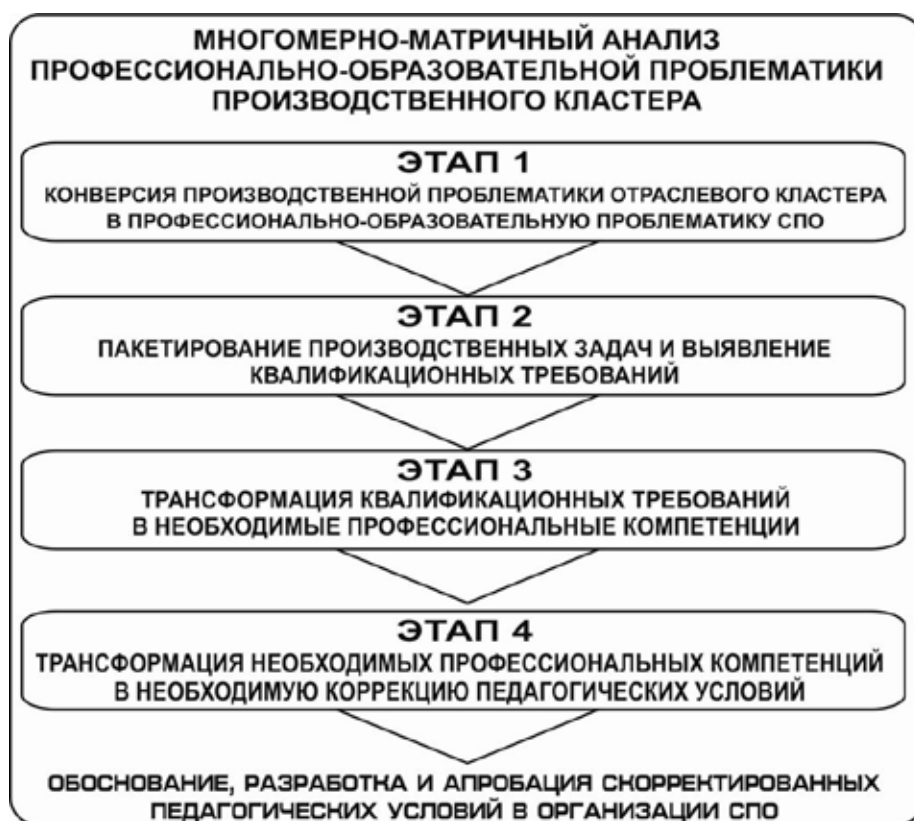 МНОГОМЕРНО-МАТРИЧНЫЙ АНАЛИЗ
ПРОФЕССИОНАЛЬНО-ОБРАЗОВАТЕЛЬНОЙ ПРОБЛЕМАТИКИ
ПРОИЗВОДСТВЕННОГО КЛАСТЕРА
ЭТАП 1
КОНВЕРСИЯ ПРОИЗВОДСТВЕННОЙ ПРОБЛЕМАТИКИ ОТРАСЛЕВОГО КЛАСТЕРА
В ПРОФЕССИОНАЛЬНО-ОБРАЗОВАТЕЛЬНУЮ ПРОБЛЕМАТИКУ СПО
ЭТАП 2
ПАКЕТИРОВАНИЕ ПРОИЗВОДСТВЕННЫХ ЗАДАЧ И ВЫЯВЛЕНИЕ
КВАЛИФИКАЦИОННЫХ ТРЕБОВАНИЙ
ЭТАП 3
ТРАНСФОРМАЦИЯ КВАЛИФИКАЦИОННЫХ ТРЕБОВАНИЙ
В НЕОБХОДИМЫЕ ПРОФЕССИОНАЛЬНЫЕ КОМПЕТЕНЦИИ
ЭТАП 4
ТРАНСФОРМАЦИЯ НЕОБХОДИМЫХ ПРОФЕССИОНАЛЬНЫХ КОМПЕТЕНЦИЙ
В НЕОБХОДИМУЮ КОРРЕКЦИЮ ПЕДАГОГИЧЕСКИХ УСЛОВИЙ
ОБОСНОВАНИЕ, РАЗРАБОТКА И АПРОБАЦИЯ СКОРРЕКТИРОВАННЫХ
ПЕДАГОГИЧЕСКИХ УСЛОВИЙ В ОРГАНИЗАЦИИ СПО